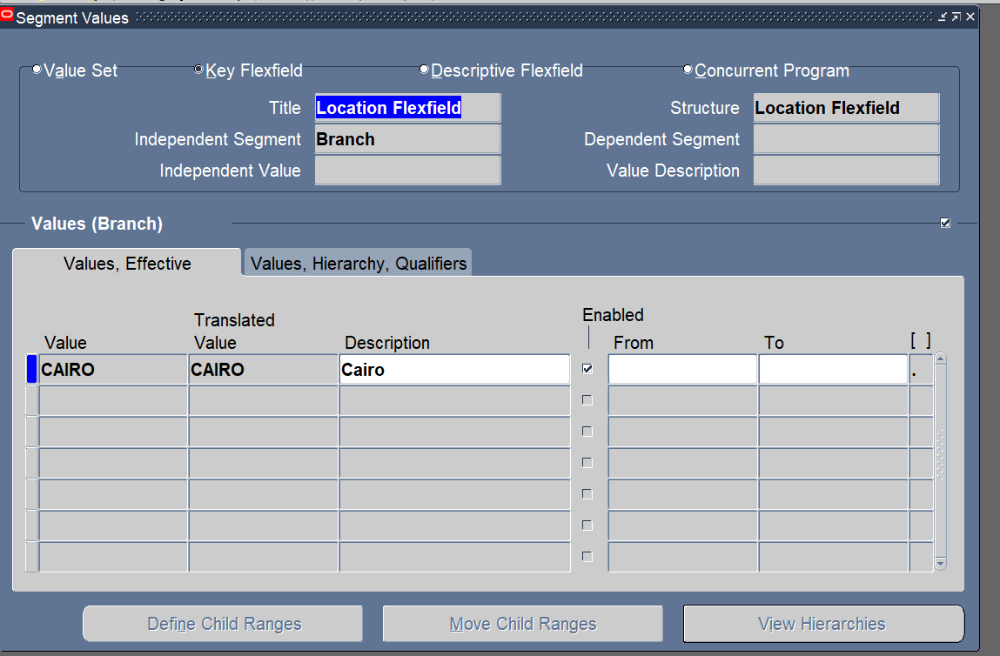 Segment Values
Value Set Key Flexfield Descriptive Flexfield Concurrent Program
Title Location Flexfield Structure Location Flexfield
Independent Segment Branch Dependent Segment
Independent Value Value Description
Values (Branch)
Values, Effective Values, Hierarchy, Qualifiers
Translated Enabled
Value Value Description From To [ ]
CAIRO CAIRO Cairo .
Define Child Ranges Move Child Ranges View Hierarchies